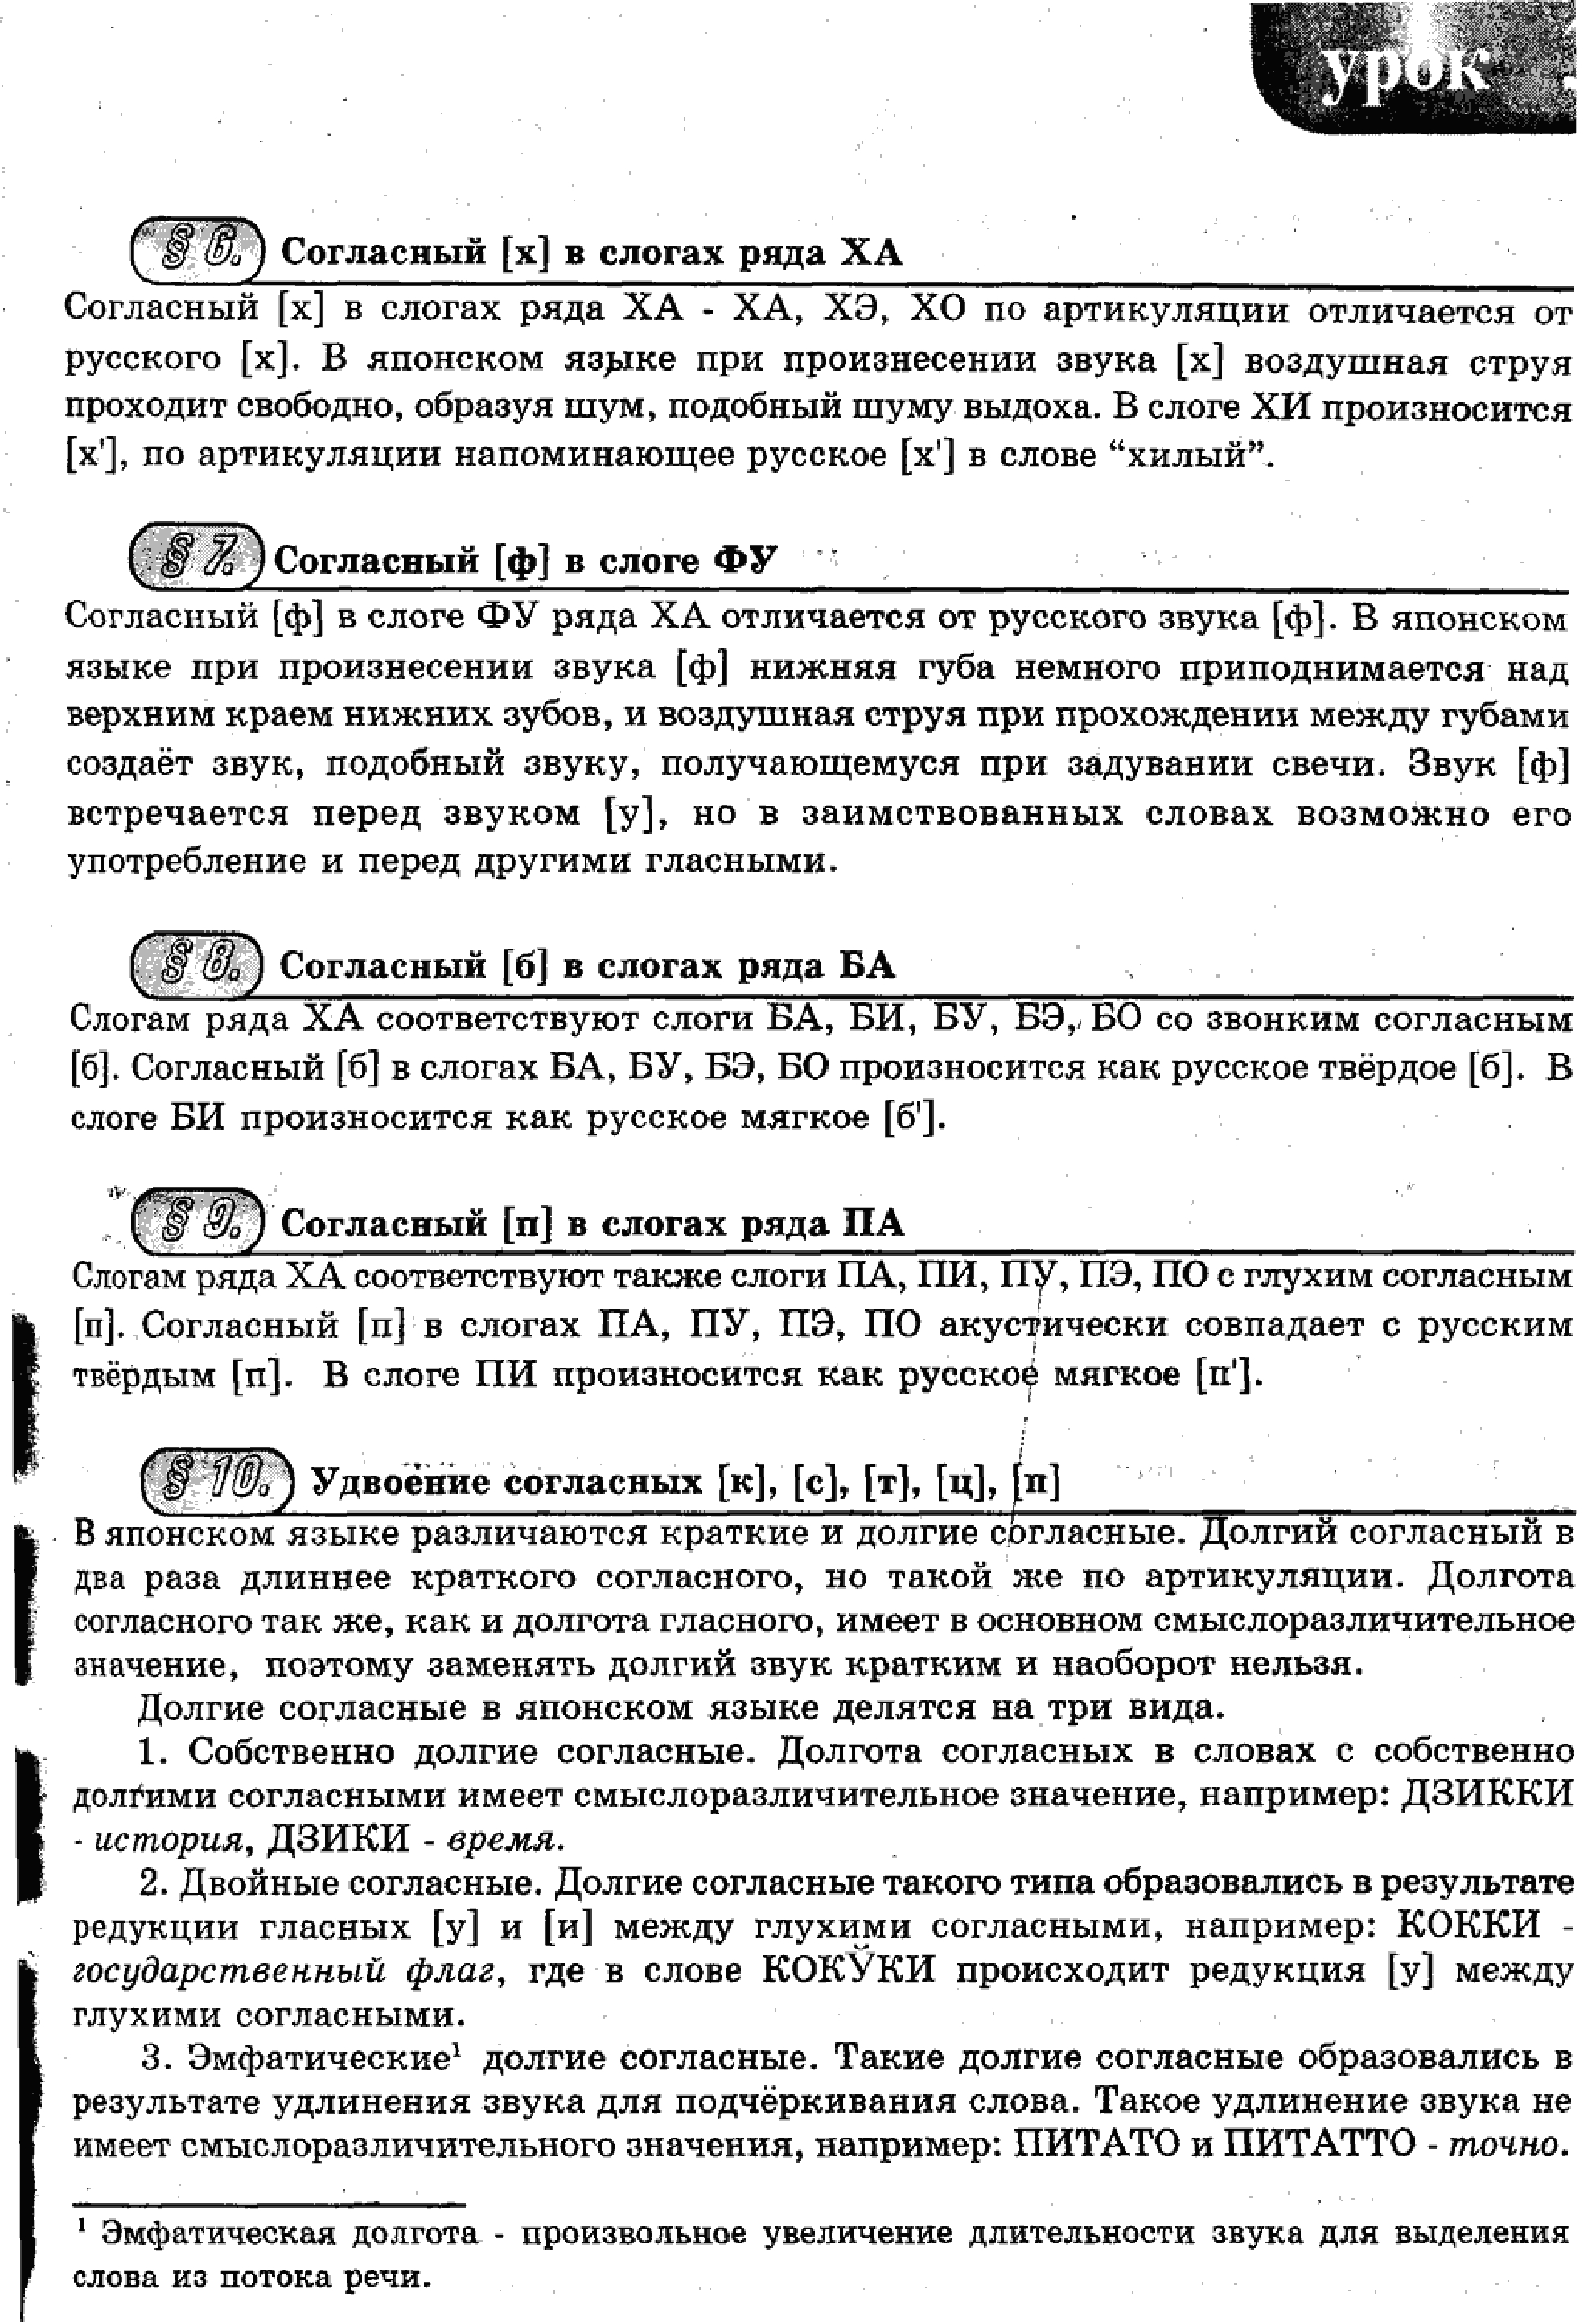 урок
§ 6. Согласный [х] в слогах ряда ХА
Согласный [х] в слогах ряда ХА - ХА, ХЭ, ХО по артикуляции отличается от
русского [х]. В японском языке при произнесении звука [х] воздушная струя
проходит свободно, образуя шум, подобный шуму выдоха. В слоге ХИ произносится
[х'], по артикуляции напоминающее русское [х'] в слове “хилый”.
§ 7. Согласный [ф] в слоге ФУ
Согласный [ф] в слоге ФУ ряда ХА отличается от русского звука [ф]. В японском
языке при произнесении звука [ф] нижняя губа немного приподнимается над
верхним краем нижних зубов, и воздушная струя при прохождении между губами
создаёт звук, подобный звуку, получающемуся при задувании свечи. Звук [ф]
встречается перед звуком [у], но в заимствованных словах возможно его
употребление и перед другими гласными.
§ 8. Согласный [б] в слогах ряда БА
Слогам ряда ХА соответствуют слоги БА, БИ, БУ, БЭ, БО со звонким согласным
[б]. Согласный [б] в слогах БА, БУ, БЭ, БО произносится как русское твёрдое [б]. В
слоге БИ произносится как русское мягкое [б'].
§ 9. Согласный [п] в слогах ряда ПА
Слогам ряда ХА соответствуют также слоги ПА, ПИ, ПУ, ПЭ, ПО с глухим согласным
[п]. Согласный [п] в слогах ПА, ПУ, ПЭ, ПО акустически совпадает с русским
твёрдым [п]. В слоге ПИ произносится как русское мягкое [п'].
§ 10. Удвоение согласных [к], [с], [т], [ц], [п]
В японском языке различаются краткие и долгие согласные. Долгий согласный в
два раза длиннее краткого согласного, но такой же по артикуляции. Долгота
согласного так же, как и долгота гласного, имеет в основном смыслоразличительное
значение, поэтому заменять долгий звук кратким и наоборот нельзя.
Долгие согласные в японском языке делятся на три вида.
1. Собственно долгие согласные. Долгота согласных в словах с собственно
долгими согласными имеет смыслоразличительное значение, например: ДЗИККИ
- история, ДЗИКИ - время.
2. Двойные согласные. Долгие согласные такого типа образовались в результате
редукции гласных [у] и [и] между глухими согласными, например: КОККИ -
государственный флаг, где в слове КОКЎКИ происходит редукция [у] между
глухими согласными.
3. Эмфатические¹ долгие согласные. Такие долгие согласные образовались в
результате удлинения звука для подчёркивания слова. Такое удлинение звука не
имеет смыслоразличительного значения, например: ПИТАТО и ПИТАТТО - точно.
¹ Эмфатическая долгота - произвольное увеличение длительности звука для выделения
слова из потока речи.